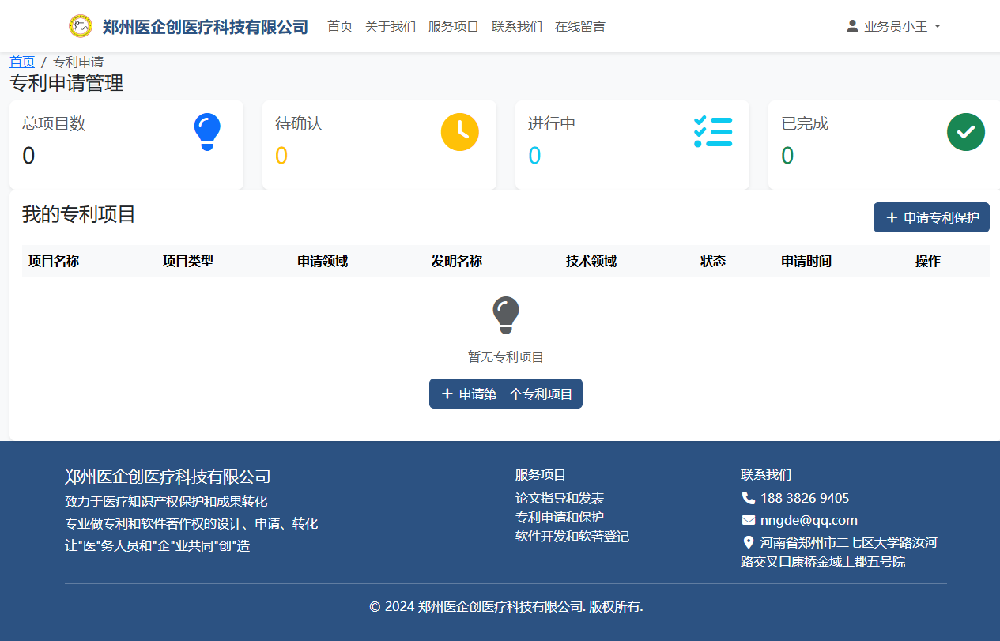 郑州医企创医疗科技有限公司 首页 关于我们 服务项目 联系我们 在线留言 业务员小王
首页 / 专利申请
专利申请管理
总项目数 待确认 进行中 已完成
0 0 0 0
我的专利项目 申请专利保护
项目名称 项目类型 申请领域 发明名称 技术领域 状态 申请时间 操作
暂无专利项目
申请第一个专利项目
郑州医企创医疗科技有限公司
致力于医疗知识产权保护和成果转化
专业做专利和软件著作权的设计、申请、转化
让"医"务人员和"企"业共同"创"造
服务项目
论文指导和发表
专利申请和保护
软件开发和软著登记
联系我们
188 3826 9405
nngde@qq.com
河南省郑州市二七区大学路汝河
路交叉口康桥金域上郡五号院
© 2024 郑州医企创医疗科技有限公司. 版权所有.